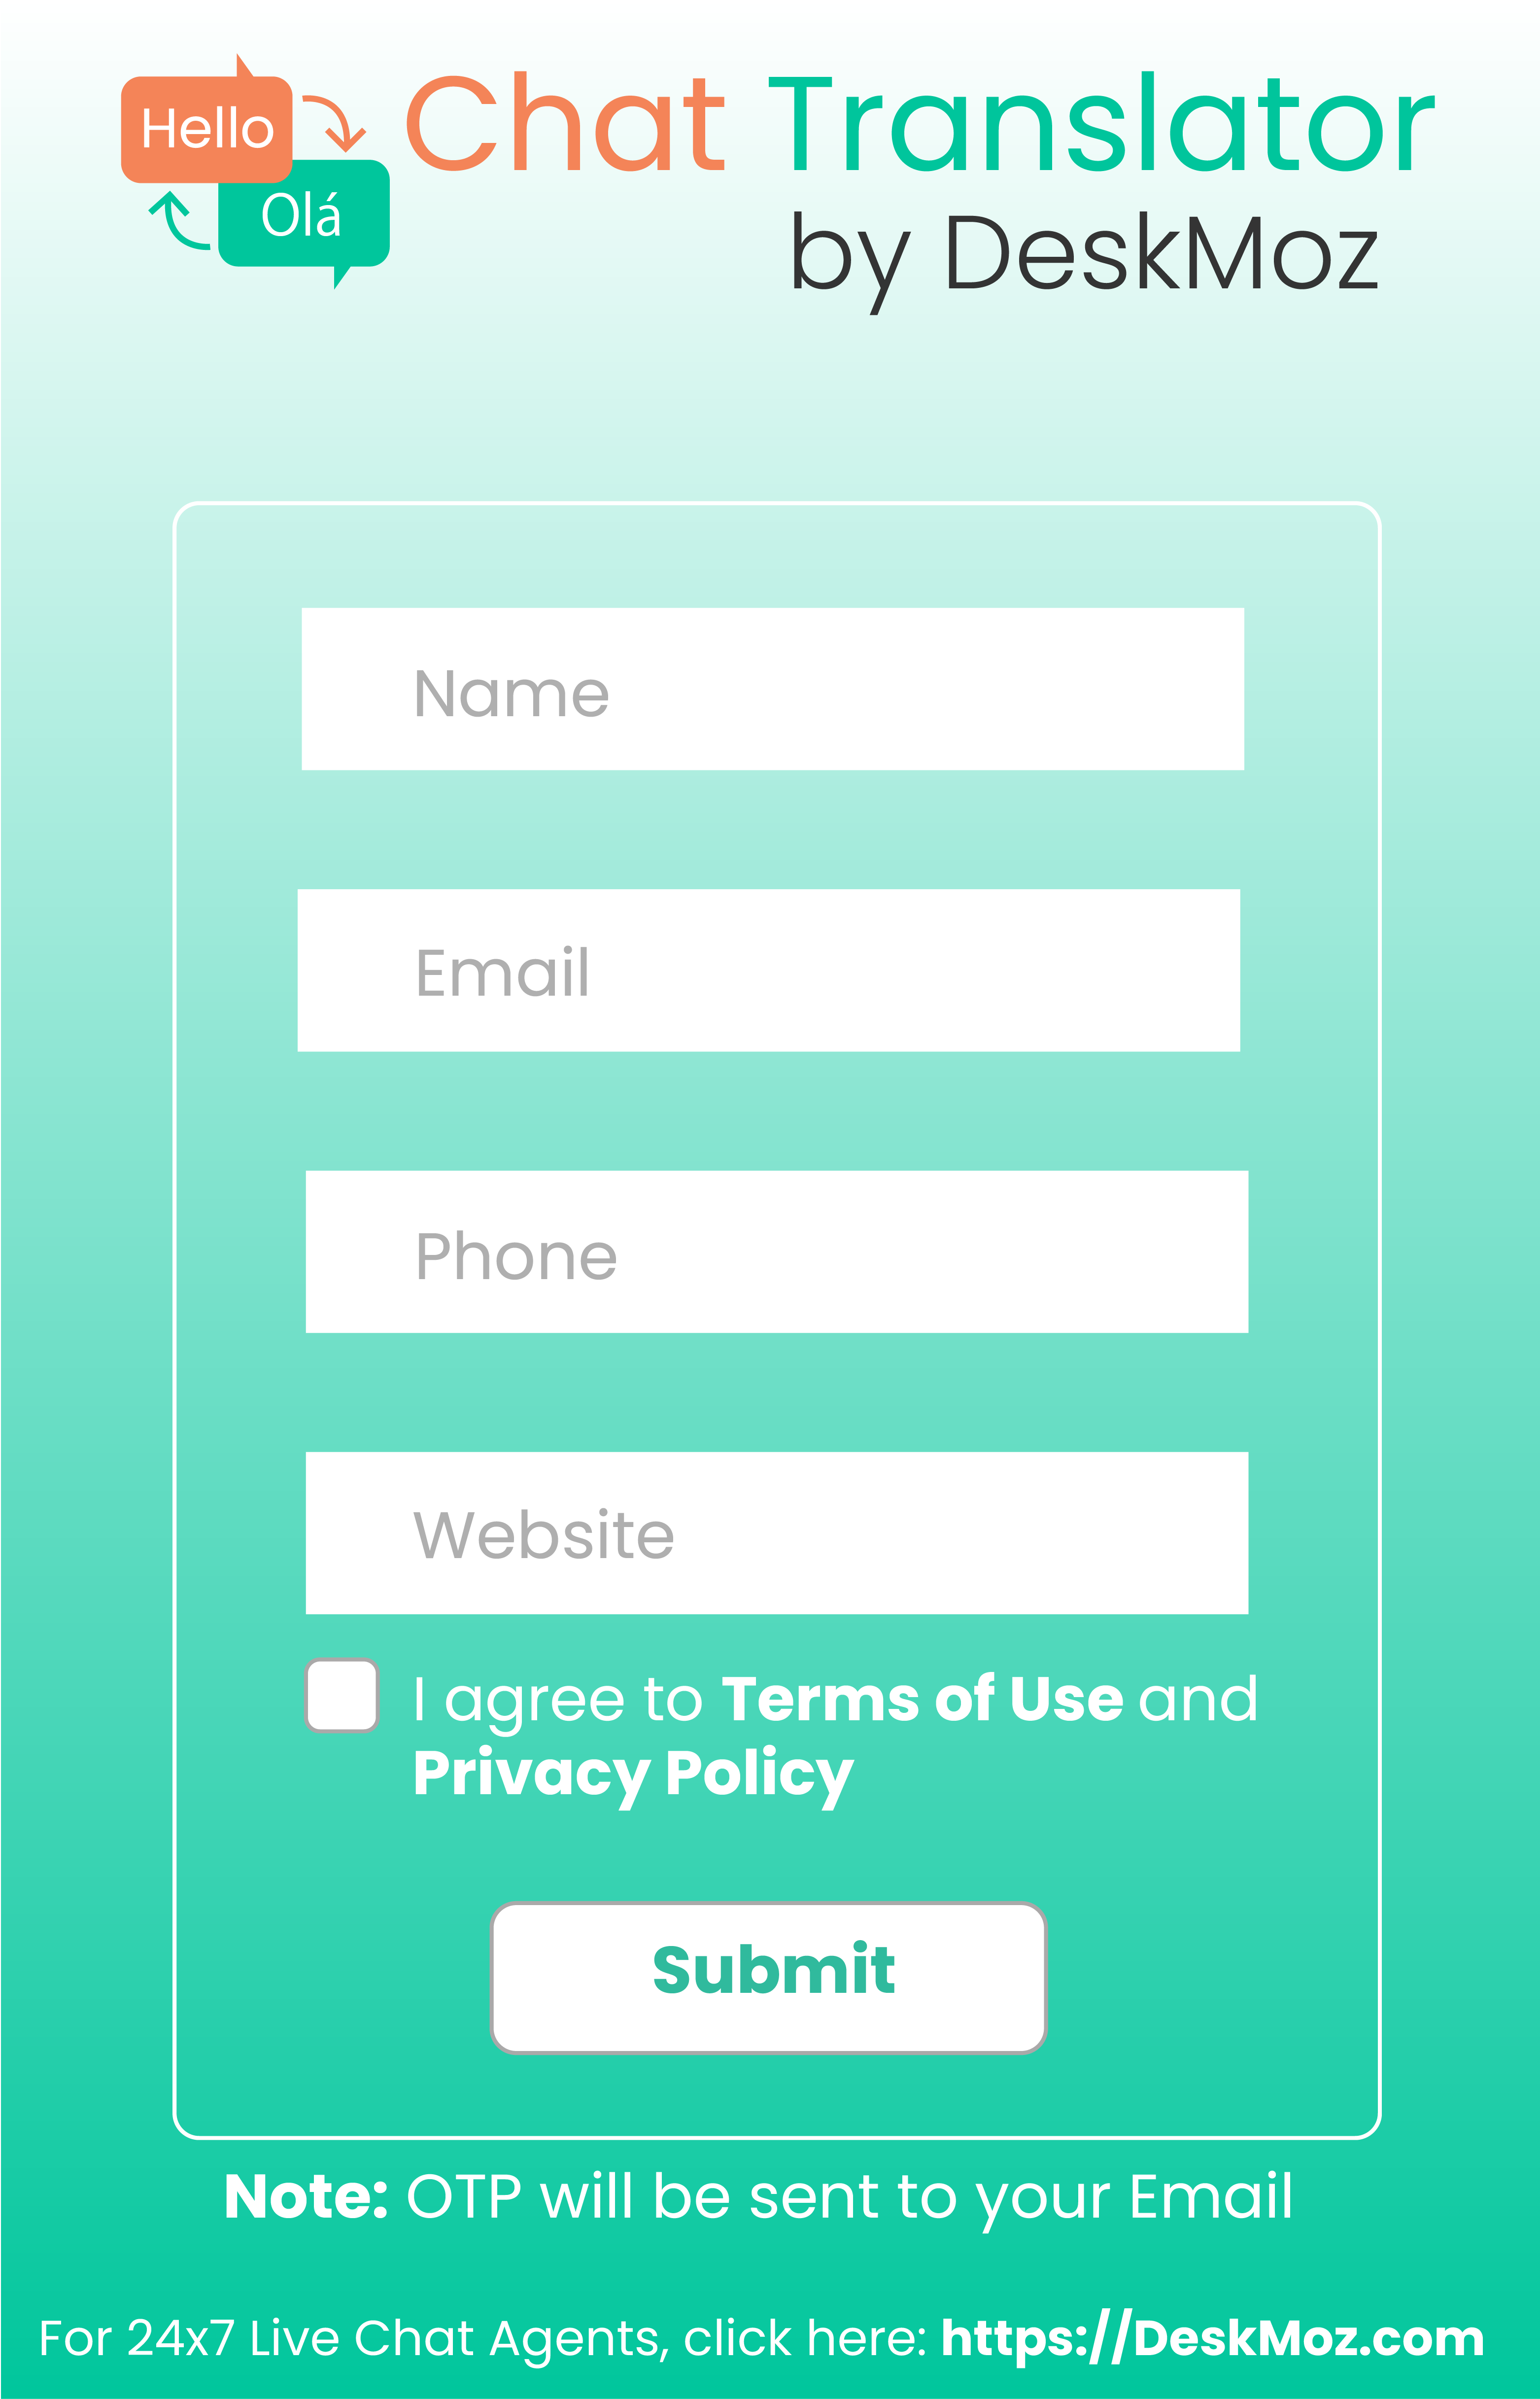 Hello
Olá
Chat Translator
by DeskMoz
Name
Email
Phone
Website
I agree to Terms of Use and
Privacy Policy
Submit
Note: OTP will be sent to your Email
For 24x7 Live Chat Agents, click here: https://DeskMoz.com